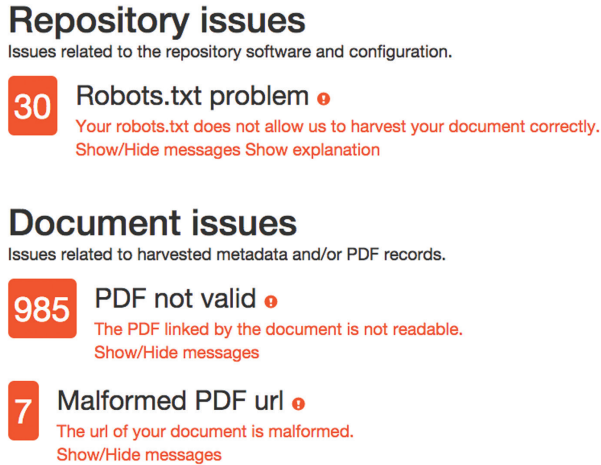 Repository issues
Issues related to the repository software and configuration.
30 Robots.txt problem
Your robots.txt does not allow us to harvest your document correctly.
Show/Hide messages Show explanation
Document issues
Issues related to harvested metadata and/or PDF records.
985 PDF not valid
The PDF linked by the document is not readable.
Show/Hide messages
7 Malformed PDF url
The url of your document is malformed.
Show/Hide messages